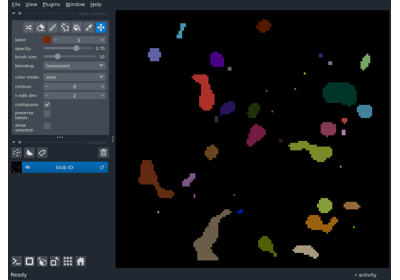 File View Plugins Window Help
label: 1
opacity: 0.70
brush size: 10
blending: translucent
color mode: auto
contour: 0
n edit dim: 2
contiguous:
preserve
labels:
show
selected:
blob ID
Ready activity